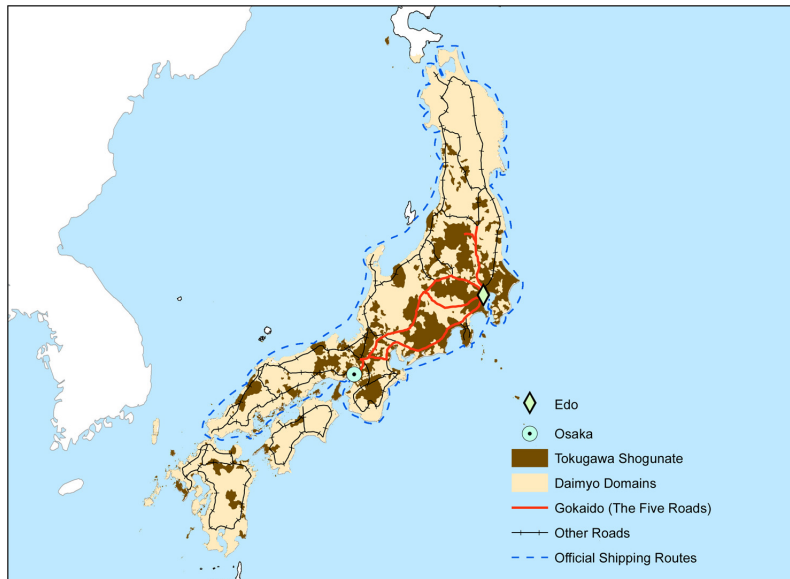 Edo
Osaka
Tokugawa Shogunate
Daimyo Domains
Gokaido (The Five Roads)
Other Roads
Official Shipping Routes